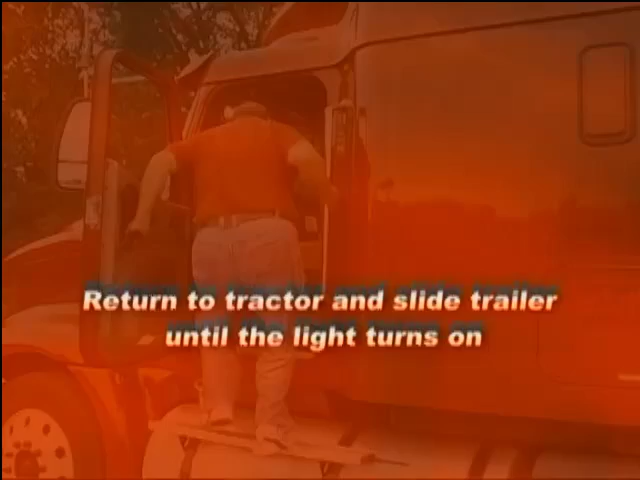 Return to tractor and slide trailer
until the light turns on